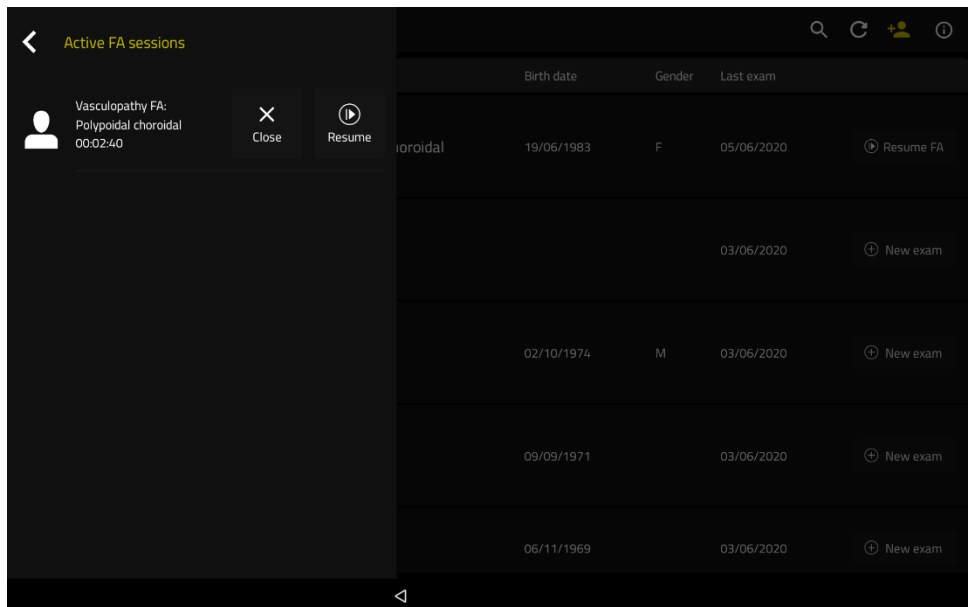 Active FA sessions
Birth date Gender Last exam
Vasculopathy FA:
Polypoidal choroidal
00:02:40
Close
Resume
19/06/1983 F 05/06/2020 Resume FA
03/06/2020 New exam
02/10/1974 M 03/06/2020 New exam
09/09/1971 03/06/2020 New exam
06/11/1969 03/06/2020 New exam